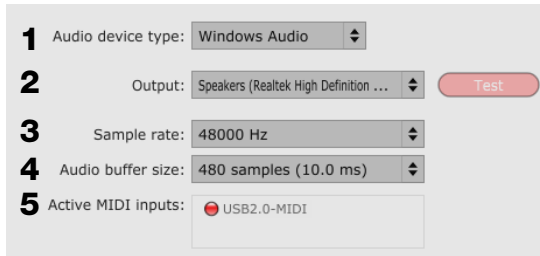 1 Audio device type: Windows Audio
2 Output: Speakers (Realtek High Definition ... Test
3 Sample rate: 48000 Hz
4 Audio buffer size: 480 samples (10.0 ms)
5 Active MIDI inputs: USB2.0-MIDI